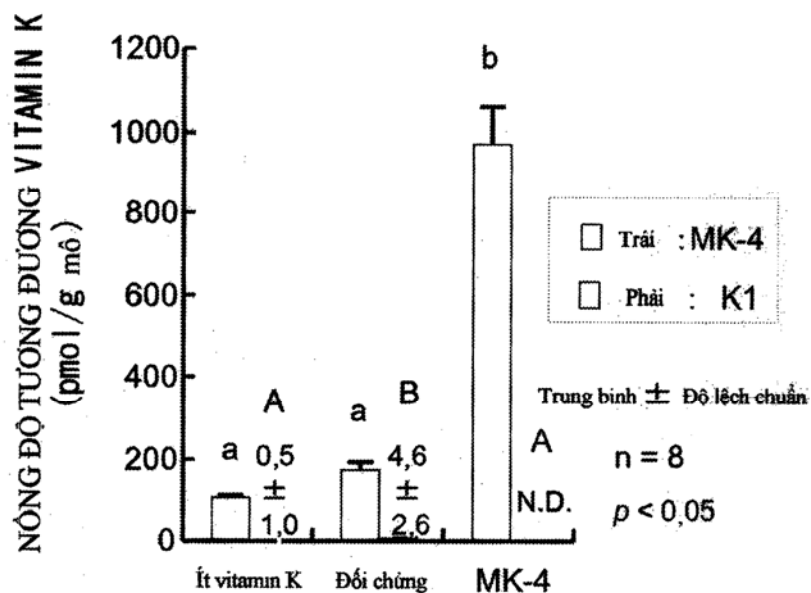 NỒNG ĐỘ TƯƠNG ĐƯƠNG VITAMIN K
(pmol/g mô)
1200
1000
800
600
400
200
0
a
A
0,5
±
1,0
a
B
4,6
±
2,6
b
A
N.D.
Ít vitamin K
Đối chứng
MK-4
Trái : MK-4
Phải : K1
Trung bình ± Độ lệch chuẩn
n = 8
p < 0,05